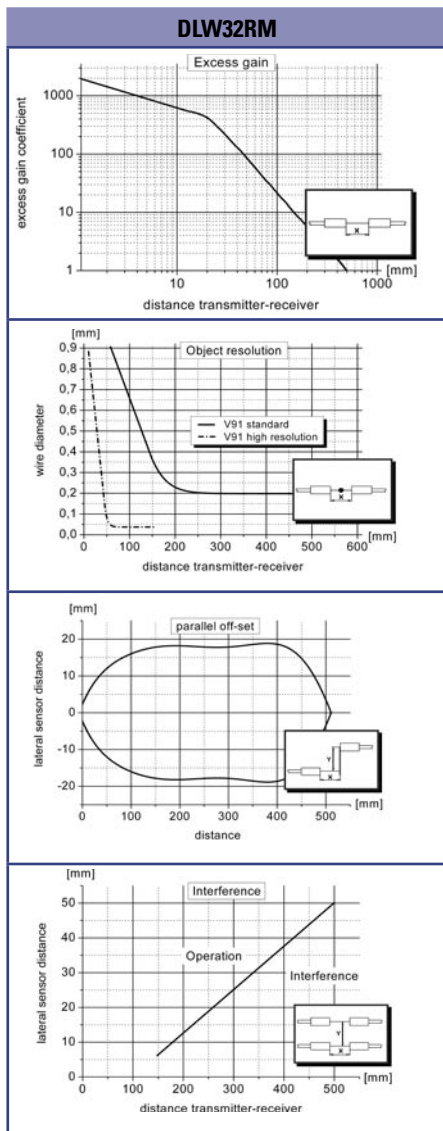 DLW32RM
Excess gain
excess gain coefficient
1000
100
10
1
10
100
1000
[mm]
X
distance transmitter-receiver
[mm]
Object resolution
wire diameter
0,9
0,8
0,7
0,6
0,5
0,4
0,3
0,2
0,1
0,0
V91 standard
V91 high resolution
X
0
100
200
300
400
500
600
[mm]
distance transmitter-receiver
[mm]
parallel off-set
lateral sensor distance
20
10
0
-10
-20
Y
X
0
100
200
300
400
500
[mm]
distance
[mm]
Interference
lateral sensor distance
50
40
30
20
10
0
Operation
Interference
Y
X
0
100
200
300
400
500
[mm]
distance transmitter-receiver